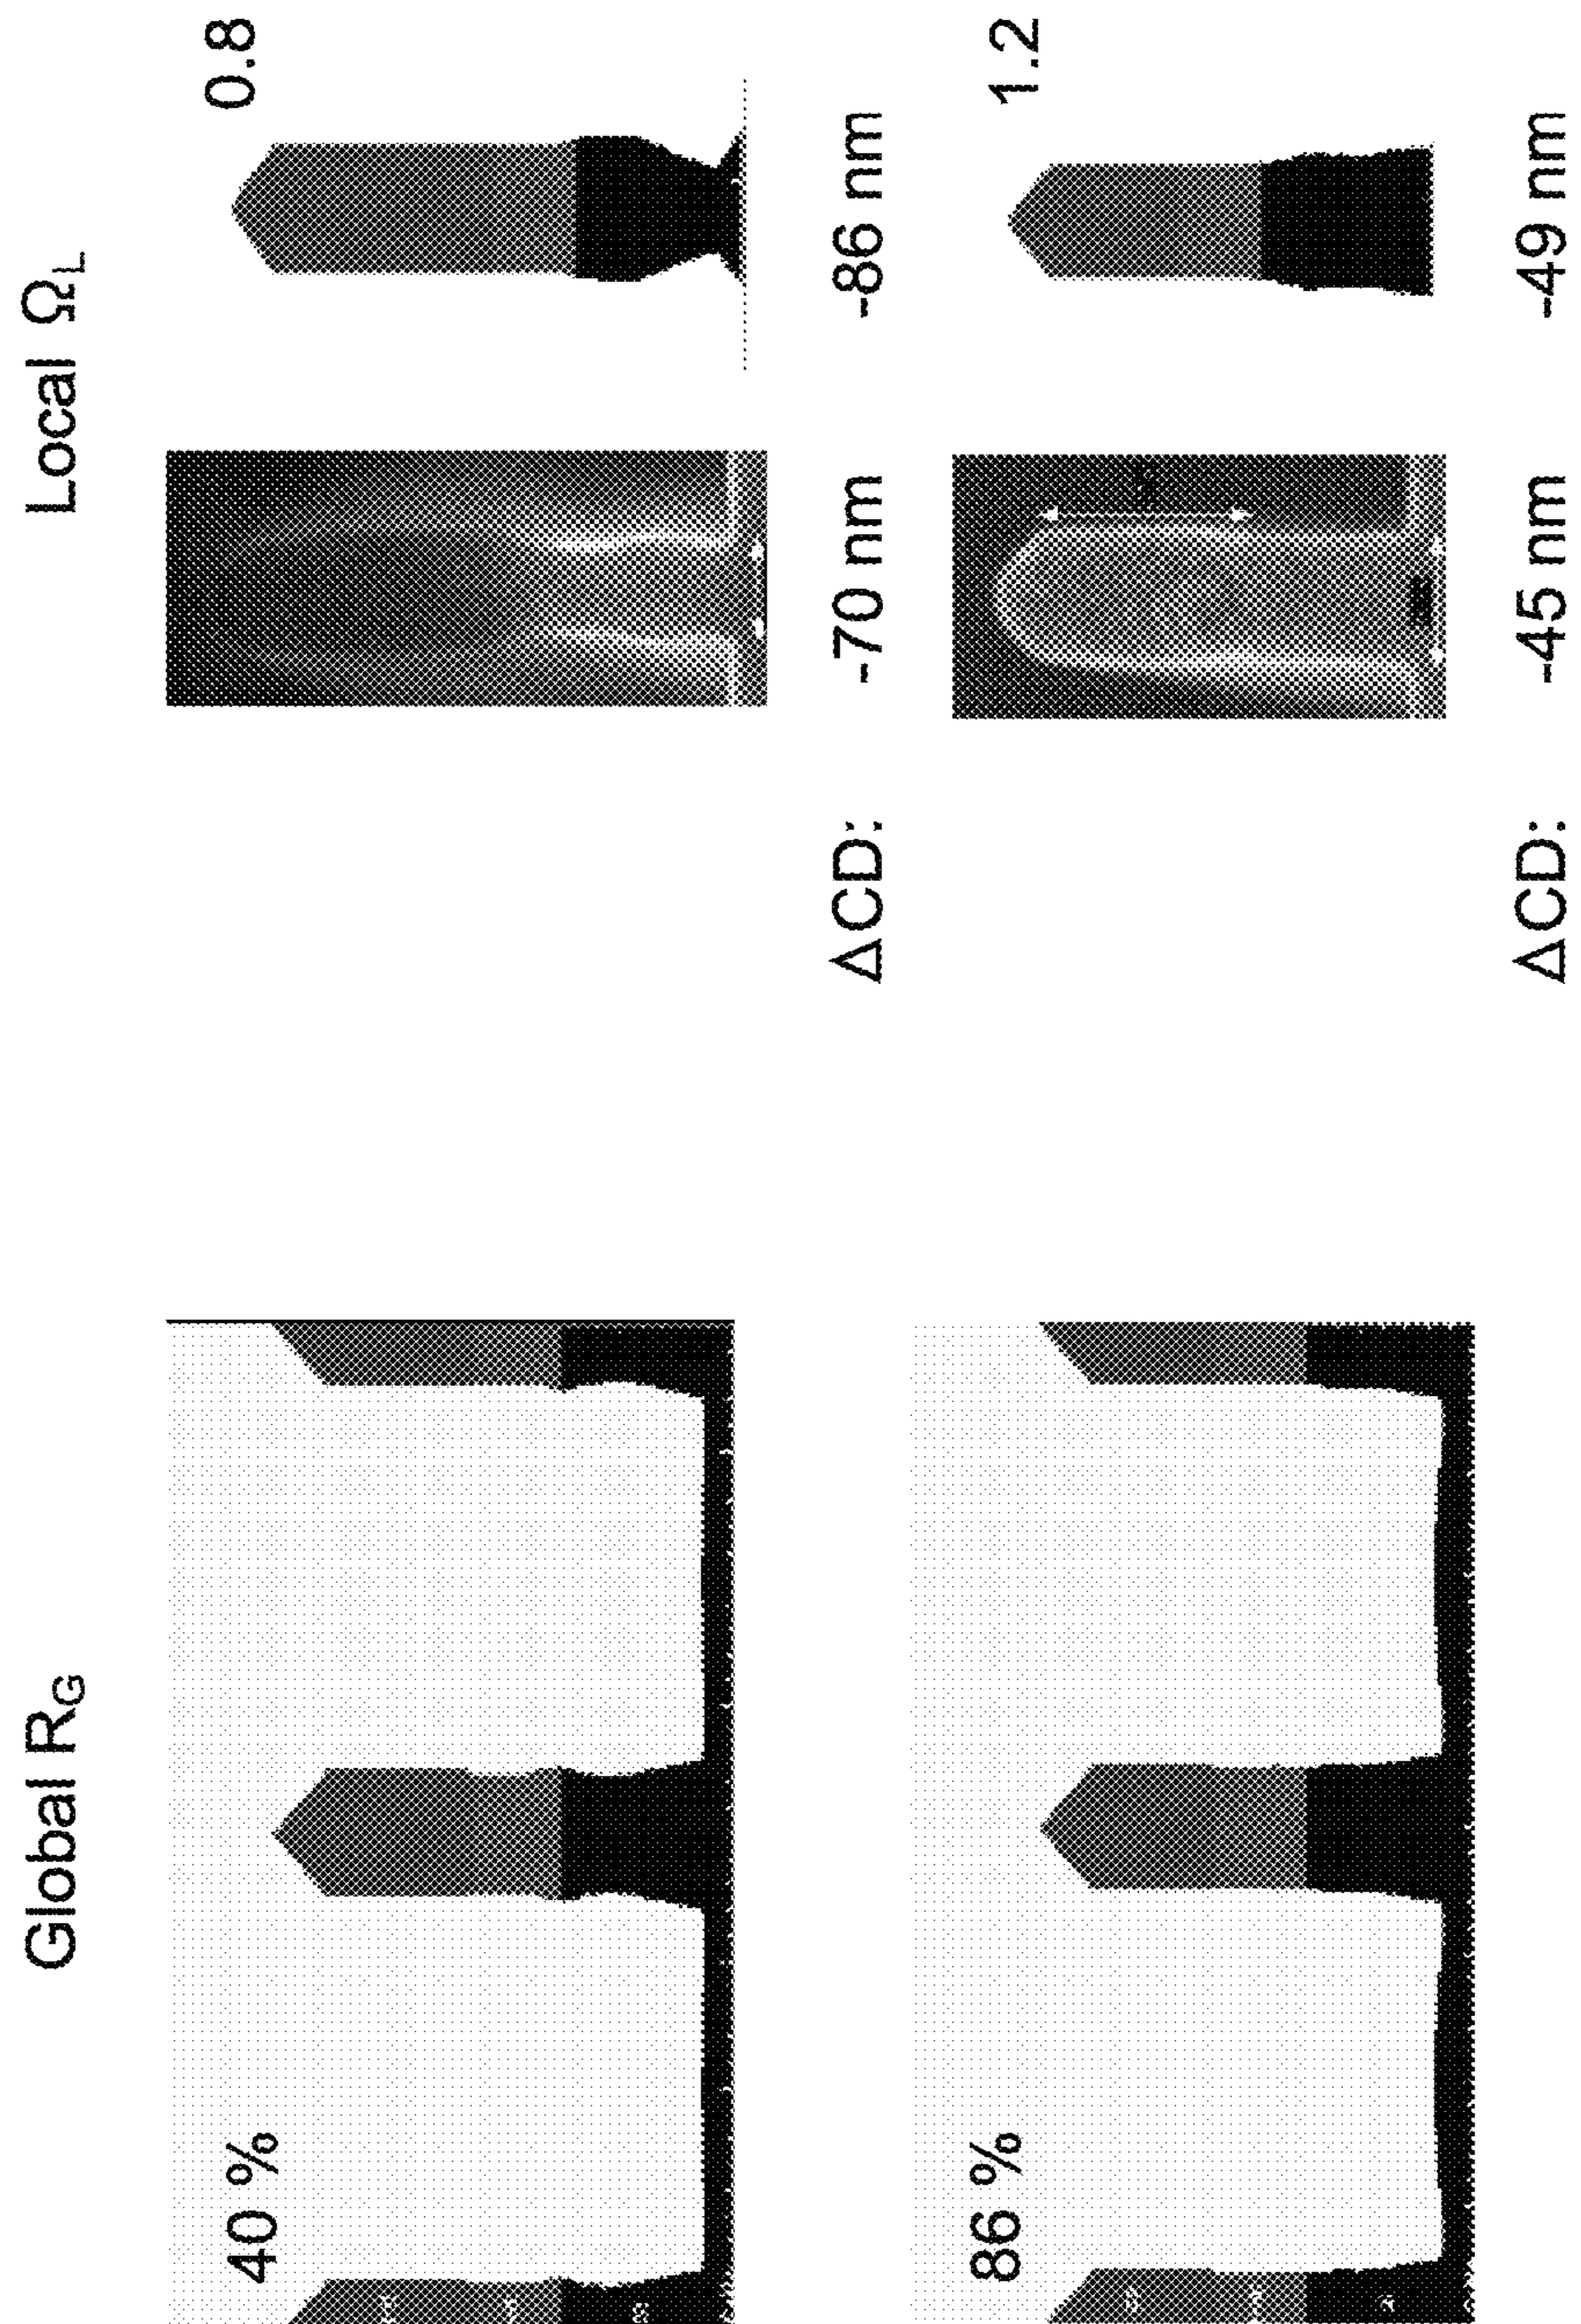 Global R_G
Local Ω_L
40 %
0.8
ΔCD: -70 nm -86 nm
86 %
1.2
ΔCD: -45 nm -49 nm